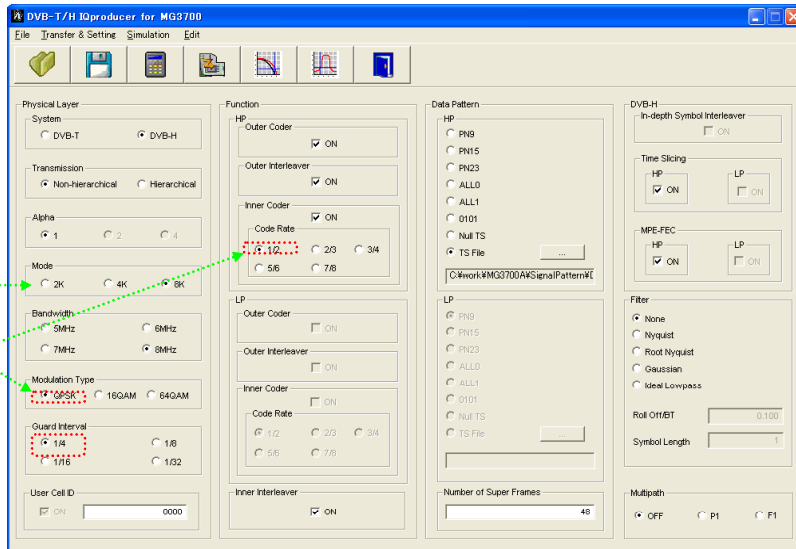 DVB-T/H IQproducer for MG3700
File Transfer & Setting Simulation Edit
Physical Layer
System
DVB-T DVB-H
Transmission
Non-hierarchical Hierarchical
Alpha
1 2 4
Mode
2K 4K 8K
Bandwidth
5MHz 6MHz
7MHz 8MHz
Modulation Type
QPSK 16QAM 64QAM
Guard Interval
1/4 1/8
1/16 1/32
User Cell ID
ON 0000
Function
HP
Outer Coder
ON
Outer Interleaver
ON
Inner Coder
ON
Code Rate
1/2 2/3 3/4
5/6 7/8
LP
Outer Coder
ON
Outer Interleaver
ON
Inner Coder
ON
Code Rate
1/2 2/3 3/4
5/6 7/8
Inner Interleaver
ON
Data Pattern
HP
PN9
PN15
PN23
ALL0
ALL1
0101
Null TS
TS File ...
C:¥work¥MG3700A¥SignalPattern¥[
LP
PN9
PN15
PN23
ALL0
ALL1
0101
Null TS
TS File ...
Number of Super Frames
48
DVB-H
In-depth Symbol Interleaver
ON
Time Slicing
HP LP
ON ON
MPE-FEC
HP LP
ON ON
Filter
None
Nyquist
Root Nyquist
Gaussian
Ideal Lowpass
Roll Off/BT 0.100
Symbol Length 1
Multipath
OFF P1 F1